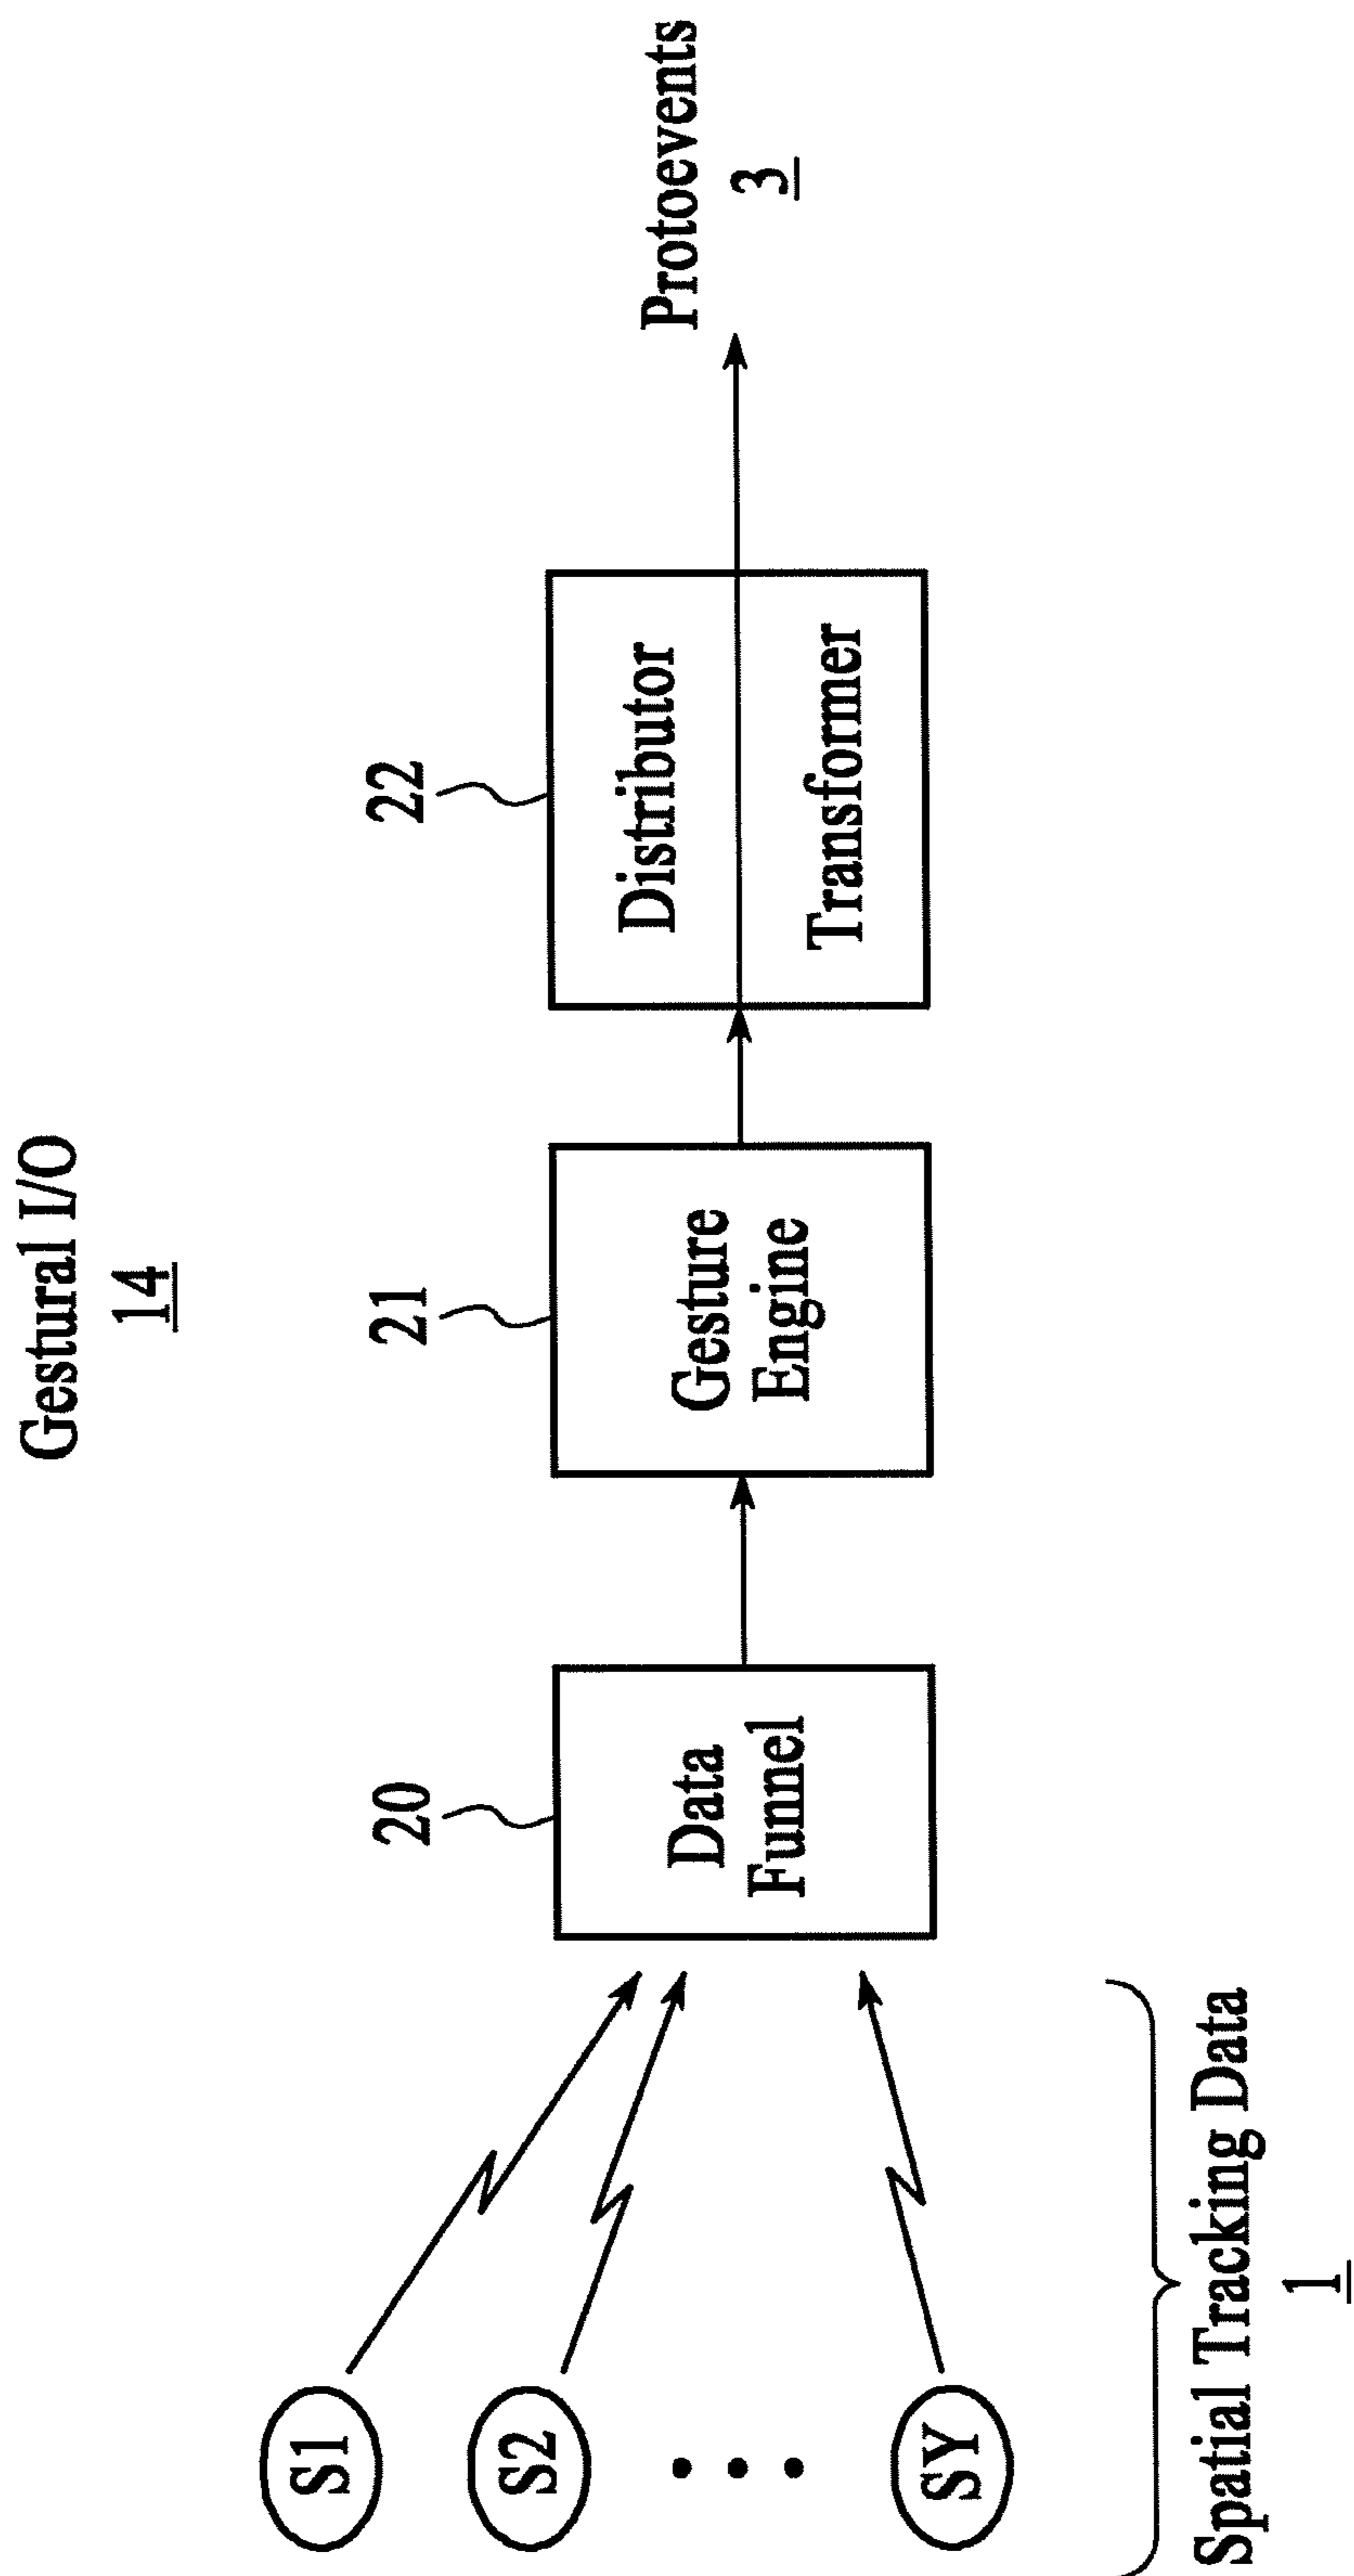 Gestural I/O
14
S1
S2
SY
Spatial Tracking Data
1
20
Data
Funnel
21
Gesture
Engine
22
Distributor
Transformer
Protoevents
3